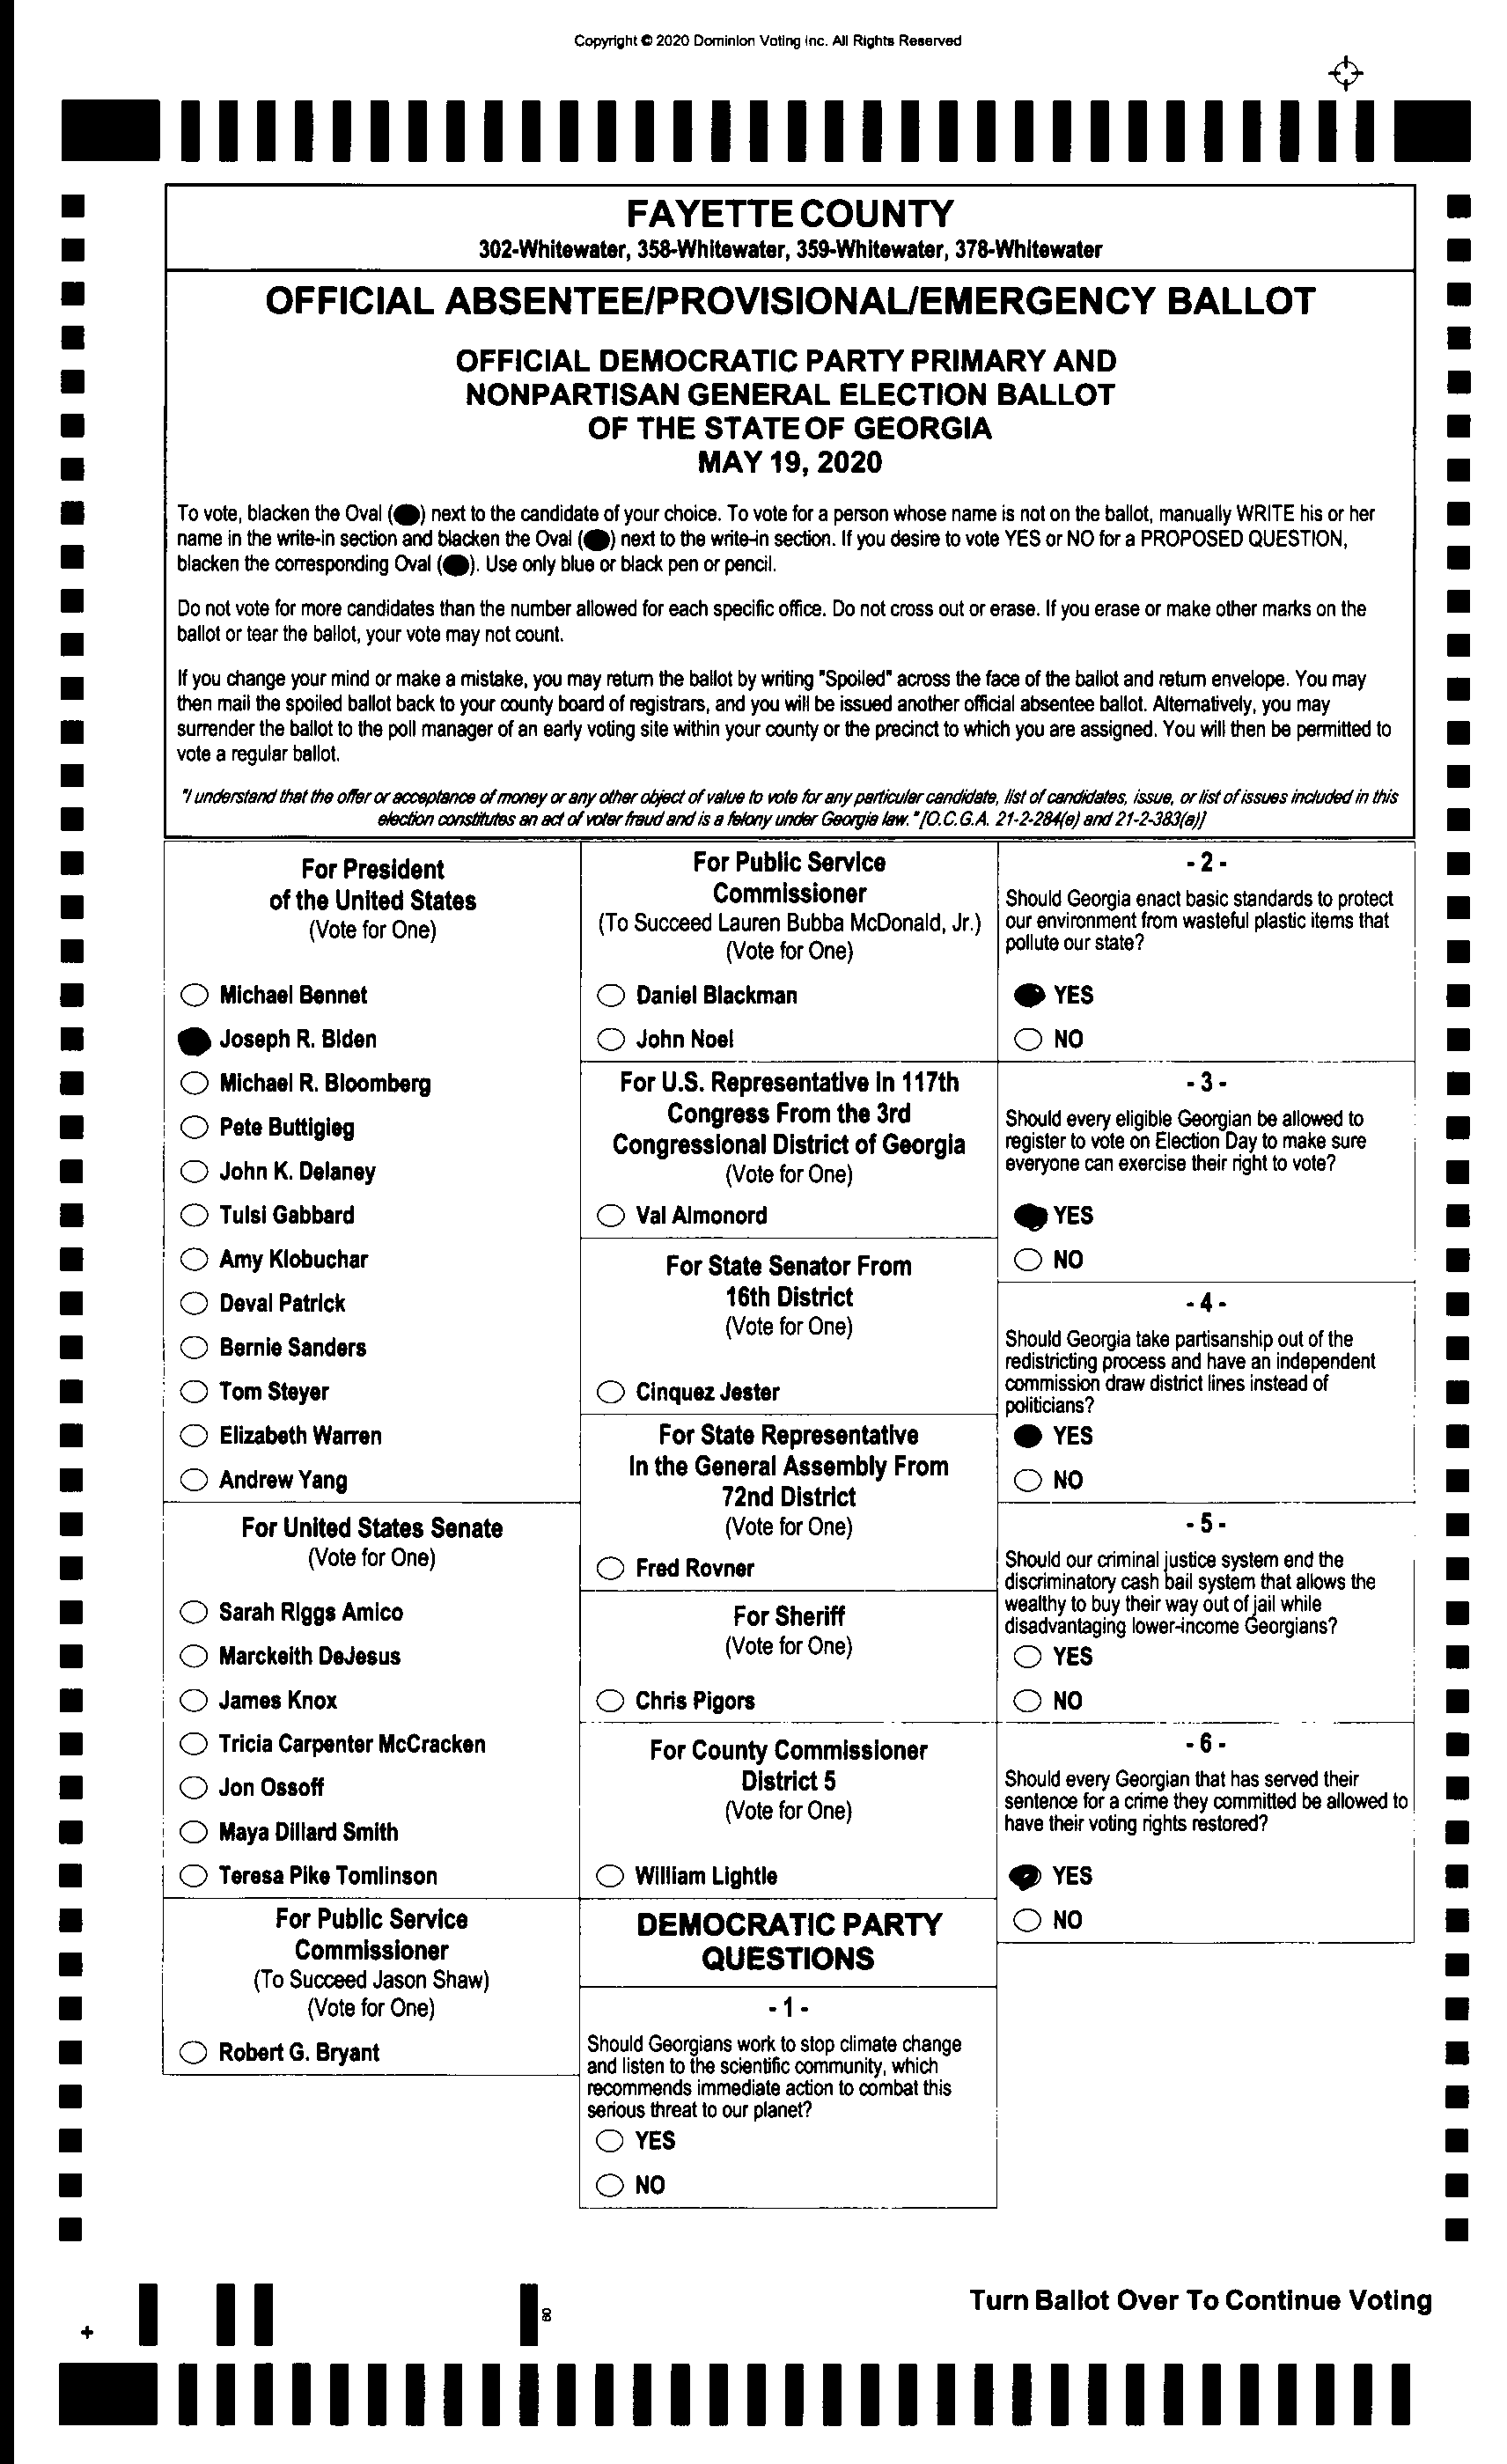 Copyright © 2020 Dominion Voting Inc. All Rights Reserved
FAYETTE COUNTY
302-Whitewater, 358-Whitewater, 359-Whitewater, 378-Whitewater
OFFICIAL ABSENTEE/PROVISIONAL/EMERGENCY BALLOT
OFFICIAL DEMOCRATIC PARTY PRIMARY AND
NONPARTISAN GENERAL ELECTION BALLOT
OF THE STATE OF GEORGIA
MAY 19, 2020
To vote, blacken the Oval ( ) next to the candidate of your choice. To vote for a person whose name is not on the ballot, manually WRITE his or her
name in the write-in section and blacken the Oval ( ) next to the write-in section. If you desire to vote YES or NO for a PROPOSED QUESTION,
blacken the corresponding Oval ( ). Use only blue or black pen or pencil.
Do not vote for more candidates than the number allowed for each specific office. Do not cross out or erase. If you erase or make other marks on the
ballot or tear the ballot, your vote may not count.
If you change your mind or make a mistake, you may return the ballot by writing "Spoiled" across the face of the ballot and return envelope. You may
then mail the spoiled ballot back to your county board of registrars, and you will be issued another official absentee ballot. Alternatively, you may
surrender the ballot to the poll manager of an early voting site within your county or the precinct to which you are assigned. You will then be permitted to
vote a regular ballot.
"I understand that the offer or acceptance of money or any other object of value to vote for any particular candidate, list of candidates, issue, or list of issues included in this
election constitutes an act of voter fraud and is a felony under Georgia law. "[O.C.G.A. 21-2-284(e) and 21-2-383(a)]
For President
of the United States
(Vote for One)
Michael Bennet
Joseph R. Biden
Michael R. Bloomberg
Pete Buttigieg
John K. Delaney
Tulsi Gabbard
Amy Klobuchar
Deval Patrick
Bernie Sanders
Tom Steyer
Elizabeth Warren
Andrew Yang
For United States Senate
(Vote for One)
Sarah Riggs Amico
Marckeith DeJesus
James Knox
Tricia Carpenter McCracken
Jon Ossoff
Maya Dillard Smith
Teresa Pike Tomlinson
For Public Service
Commissioner
(To Succeed Jason Shaw)
(Vote for One)
Robert G. Bryant
For Public Service
Commissioner
(To Succeed Lauren Bubba McDonald, Jr.)
(Vote for One)
Daniel Blackman
John Noel
For U.S. Representative in 117th
Congress From the 3rd
Congressional District of Georgia
(Vote for One)
Val Almonord
For State Senator From
16th District
(Vote for One)
Cinquez Jester
For State Representative
In the General Assembly From
72nd District
(Vote for One)
Fred Rovner
For Sheriff
(Vote for One)
Chris Pigors
For County Commissioner
District 5
(Vote for One)
William Lightle
DEMOCRATIC PARTY
QUESTIONS
- 1 -
Should Georgians work to stop climate change
and listen to the scientific community, which
recommends immediate action to combat this
serious threat to our planet?
YES
NO
- 2 -
Should Georgia enact basic standards to protect
our environment from wasteful plastic items that
pollute our state?
YES
NO
- 3 -
Should every eligible Georgian be allowed to
register to vote on Election Day to make sure
everyone can exercise their right to vote?
YES
NO
- 4 -
Should Georgia take partisanship out of the
redistricting process and have an independent
commission draw district lines instead of
politicians?
YES
NO
- 5 -
Should our criminal justice system end the
discriminatory cash bail system that allows the
wealthy to buy their way out of jail while
disadvantaging lower-income Georgians?
YES
NO
- 6 -
Should every Georgian that has served their
sentence for a crime they committed be allowed to
have their voting rights restored?
YES
NO
Turn Ballot Over To Continue Voting